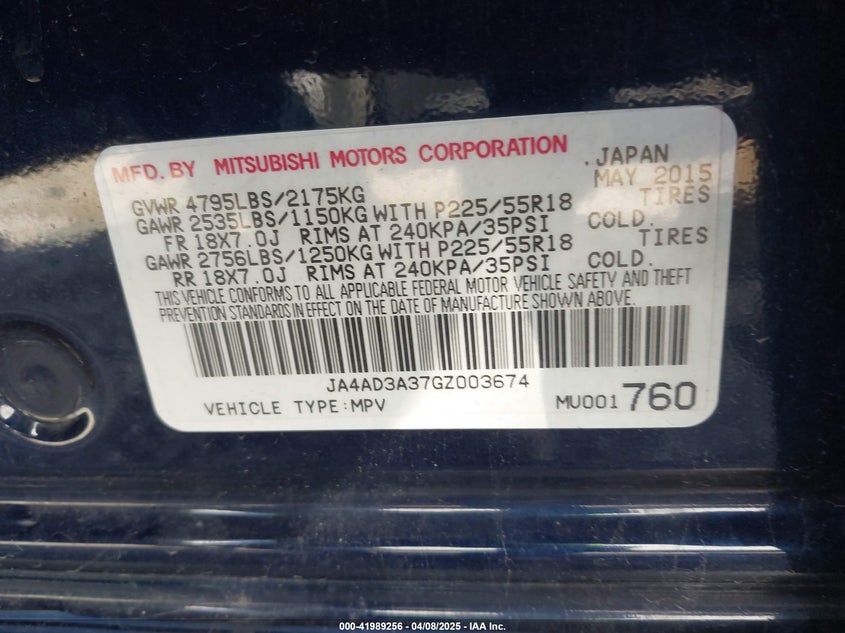 MFD. BY MITSUBISHI MOTORS CORPORATION .JAPAN
GVWR 4795LBS/2175KG MAY 2015
GAWR 2535LBS/1150KG WITH P225/55R18 TIRES
FR 18X7.0J RIMS AT 240KPA/35PSI COLD.
GAWR 2756LBS/1250KG WITH P225/55R18 TIRES
RR 18X7.0J RIMS AT 240KPA/35PSI COLD.
THIS VEHICLE CONFORMS TO ALL APPLICABLE FEDERAL MOTOR VEHICLE SAFETY AND THEFT
PREVENTION STANDARDS IN EFFECT ON THE DATE OF MANUFACTURE SHOWN ABOVE.
JA4AD3A37GZ003674
VEHICLE TYPE:MPV MU001 760
000-41989256 - 04/08/2025 - IAA Inc.